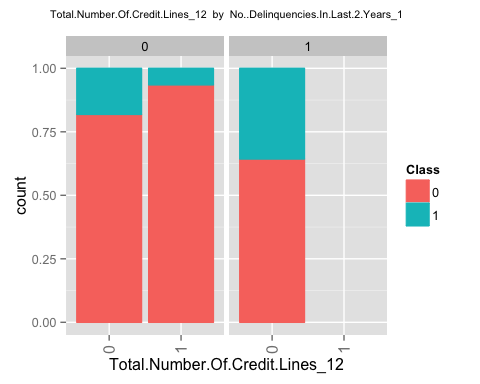 Total.Number.Of.Credit.Lines_12 by No..Delinquencies.In.Last.2.Years_1
0 1
1.00
0.75
0.50
0.25
0.00
count
0 1 0 1
Total.Number.Of.Credit.Lines_12
Class
0
1